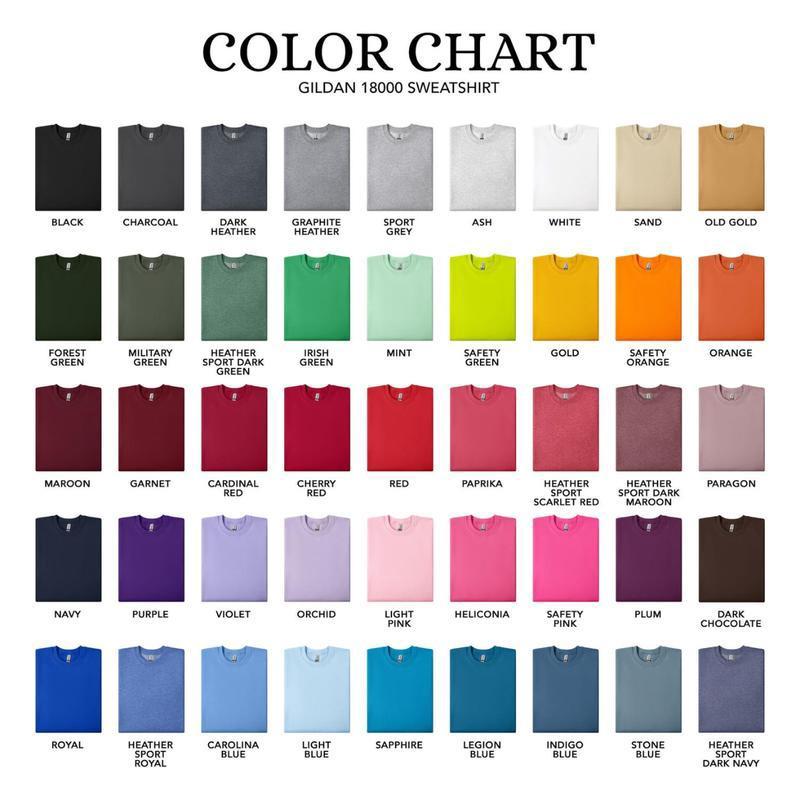 COLOR CHART
GILDAN 18000 SWEATSHIRT
BLACK
CHARCOAL
DARK
HEATHER
GRAPHITE
HEATHER
SPORT
GREY
ASH
WHITE
SAND
OLD GOLD
FOREST
GREEN
MILITARY
GREEN
HEATHER
SPORT DARK
GREEN
IRISH
GREEN
MINT
SAFETY
GREEN
GOLD
SAFETY
ORANGE
ORANGE
MAROON
GARNET
CARDINAL
RED
CHERRY
RED
RED
PAPRIKA
HEATHER
SPORT
SCARLET RED
HEATHER
SPORT DARK
MAROON
PARAGON
NAVY
PURPLE
VIOLET
ORCHID
LIGHT
PINK
HELICONIA
SAFETY
PINK
PLUM
DARK
CHOCOLATE
ROYAL
HEATHER
SPORT
ROYAL
CAROLINA
BLUE
LIGHT
BLUE
SAPPHIRE
LEGION
BLUE
INDIGO
BLUE
STONE
BLUE
HEATHER
SPORT
DARK NAVY